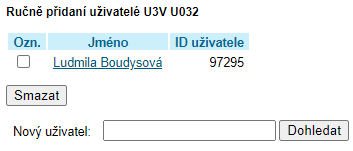 Ručně přidaní uživatelé U3V U032
Ozn. Jméno ID uživatele
Ludmila Boudysová 97295
Smazat
Nový uživatel: Dohledat